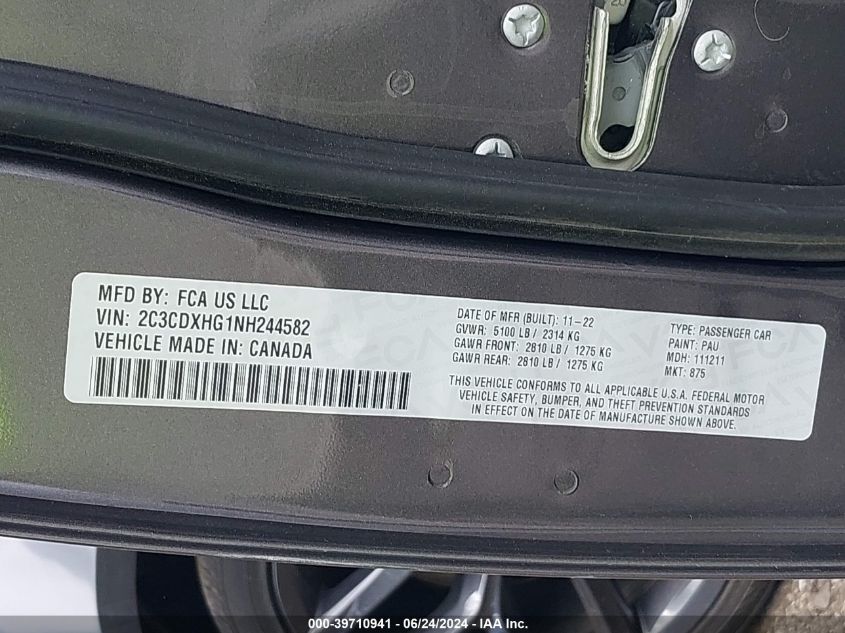 MFD BY: FCA US LLC
VIN: 2C3CDXHG1NH244582
VEHICLE MADE IN: CANADA
DATE OF MFR (BUILT): 11-22
GVWR: 5100 LB/ 2314 KG
GAWR FRONT: 2810 LB/ 1275 KG
GAWR REAR: 2810 LB/ 1275 KG
TYPE: PASSENGER CAR
PAINT: PAU
MDH: 111211
MKT: 875
THIS VEHICLE CONFORMS TO ALL APPLICABLE U.S.A. FEDERAL MOTOR
VEHICLE SAFETY, BUMPER, AND THEFT PREVENTION STANDARDS
IN EFFECT ON THE DATE OF MANUFACTURE SHOWN ABOVE.
000-39710941 - 06/24/2024 - IAA Inc.